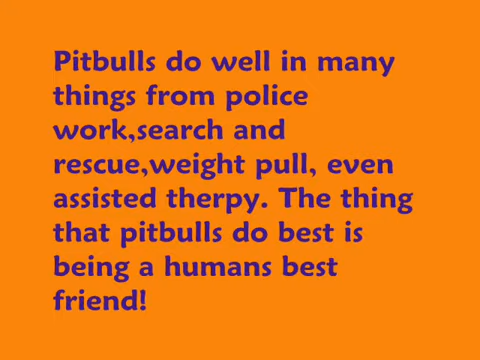 Pitbulls do well in many
things from police
work,search and
rescue,weight pull, even
assisted therpy. The thing
that pitbulls do best is
being a humans best
friend!